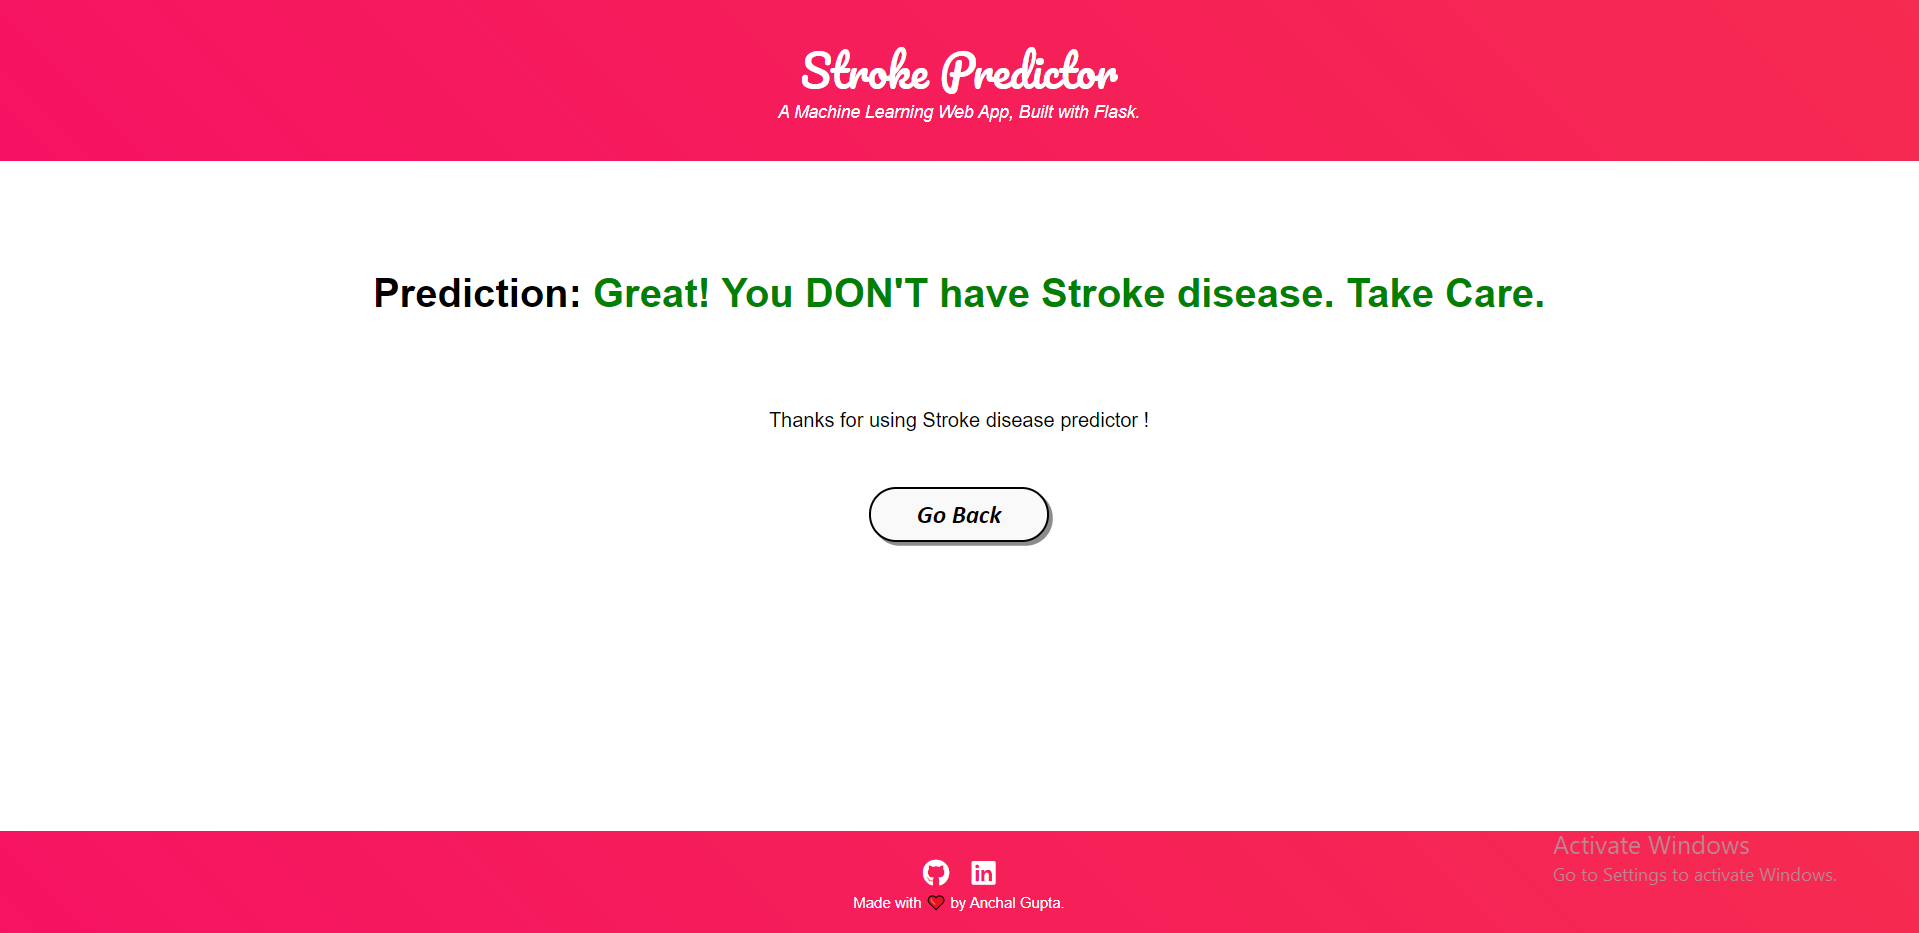 Stroke Predictor
A Machine Learning Web App, Built with Flask.
Prediction: Great! You DON'T have Stroke disease. Take Care.
Thanks for using Stroke disease predictor !
Go Back
Activate Windows
Go to Settings to activate Windows.
in
Made with ❤ by Anchal Gupta.